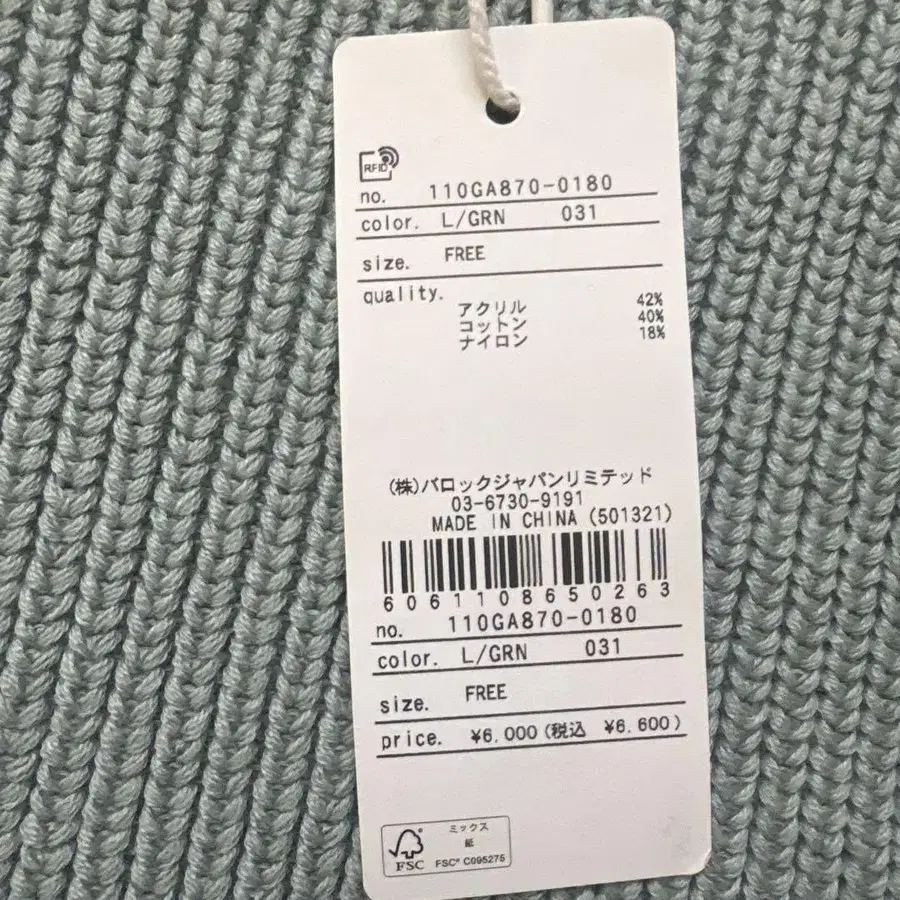 RFID
no. 110GA870-0180
color. L/GRN 031
size. FREE
quality.
アクリル 42%
コットン 40%
ナイロン 18%
(株)バロックジャパンリミテッド
03-6730-9191
MADE IN CHINA (501321)
6061108650263
no. 110GA870-0180
color. L/GRN 031
size. FREE
price. ¥6,000(税込 ¥6,600)
ミックス
紙
FSC FSC® C095275